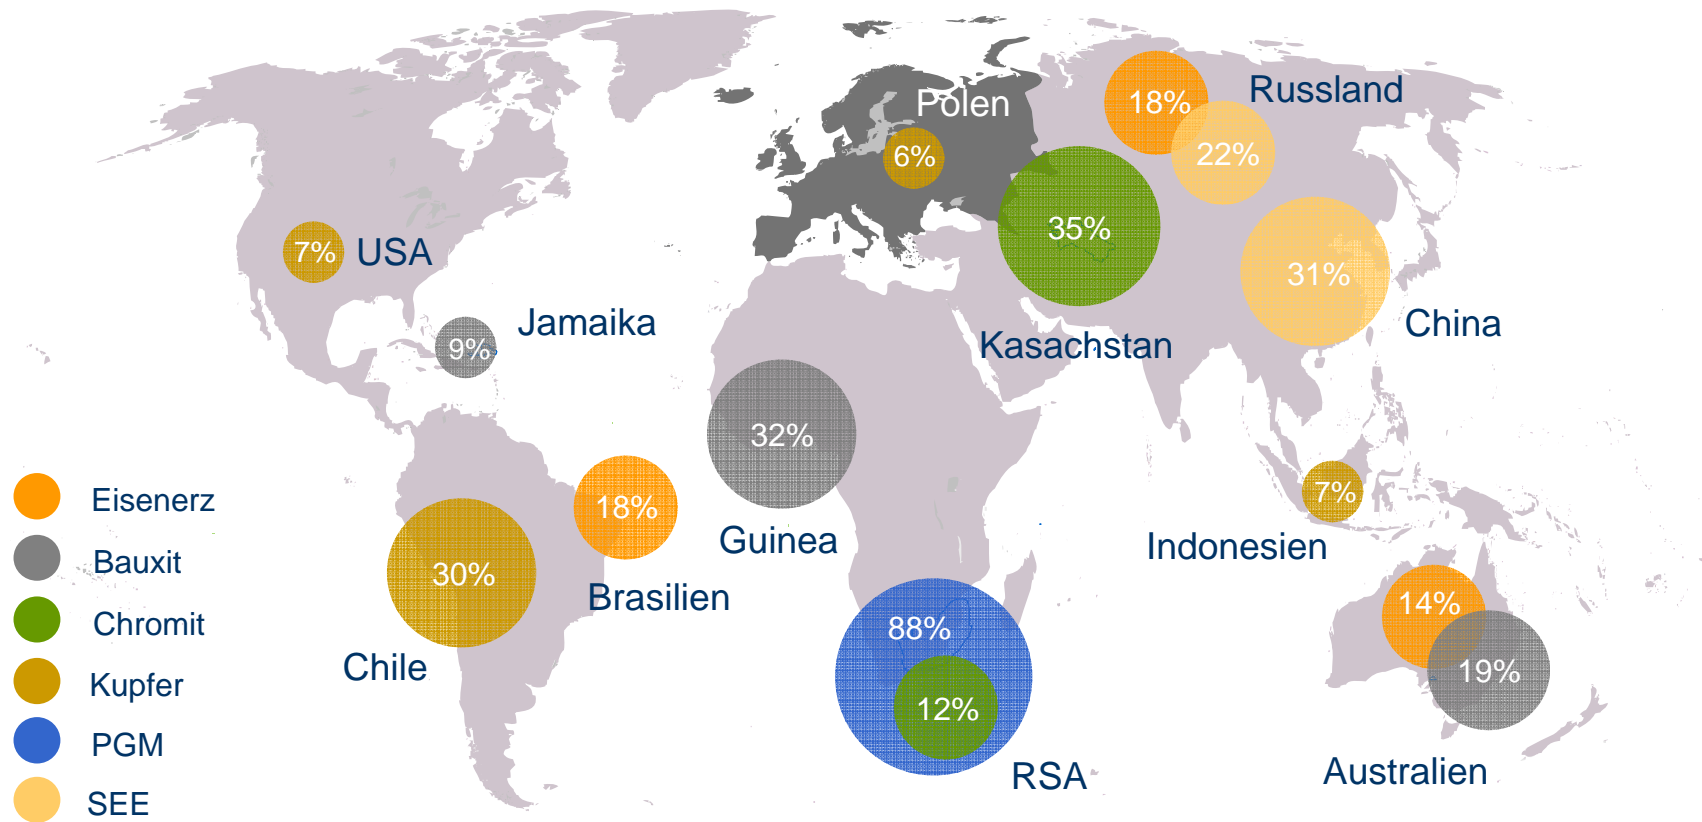 Polen
6%
18%
Russland
22%
35%
Kasachstan
31%
China
7%
USA
9%
Jamaika
32%
Guinea
18%
Brasilien
30%
Chile
7%
Indonesien
88%
12%
RSA
14%
19%
Australien
Eisenerz
Bauxit
Chromit
Kupfer
PGM
SEE